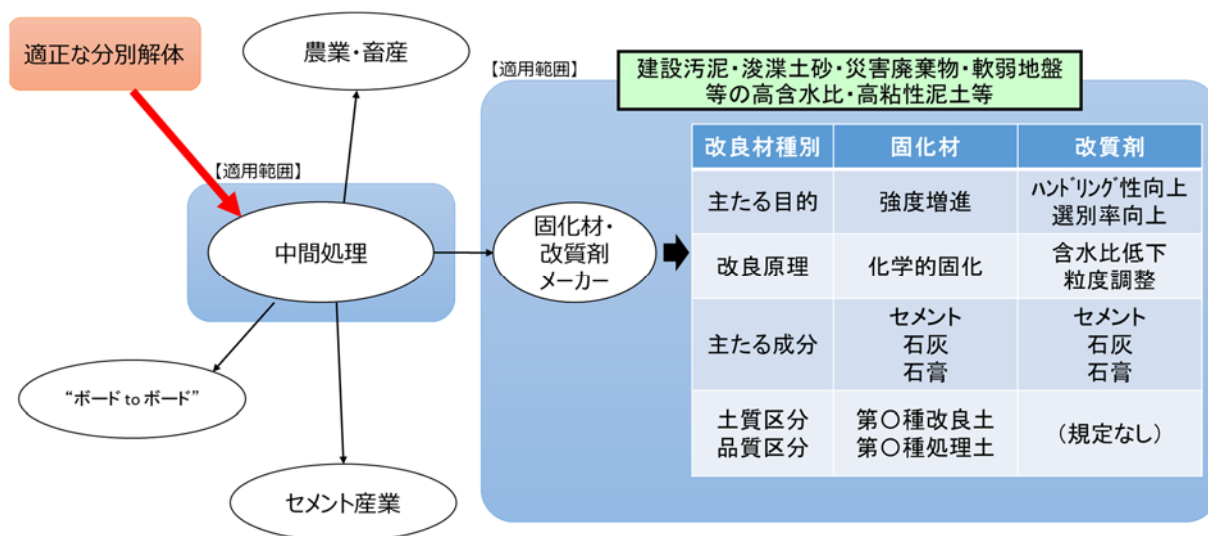 適正な分別解体
農業・畜産
【適用範囲】
建設汚泥・浚渫土砂・災害廃棄物・軟弱地盤
等の高含水比・高粘性泥土等
【適用範囲】
中間処理
固化材・
改質剤
メーカー
改良材種別 固化材 改質剤
主たる目的 強度増進 ﾊﾝﾄﾞﾘﾝｸﾞ性向上
選別率向上
改良原理 化学的固化 含水比低下
粒度調整
主たる成分 セメント セメント
石灰 石灰
石膏 石膏
土質区分 第〇種改良土 (規定なし)
品質区分 第〇種処理土
“ボード to ボード”
セメント産業